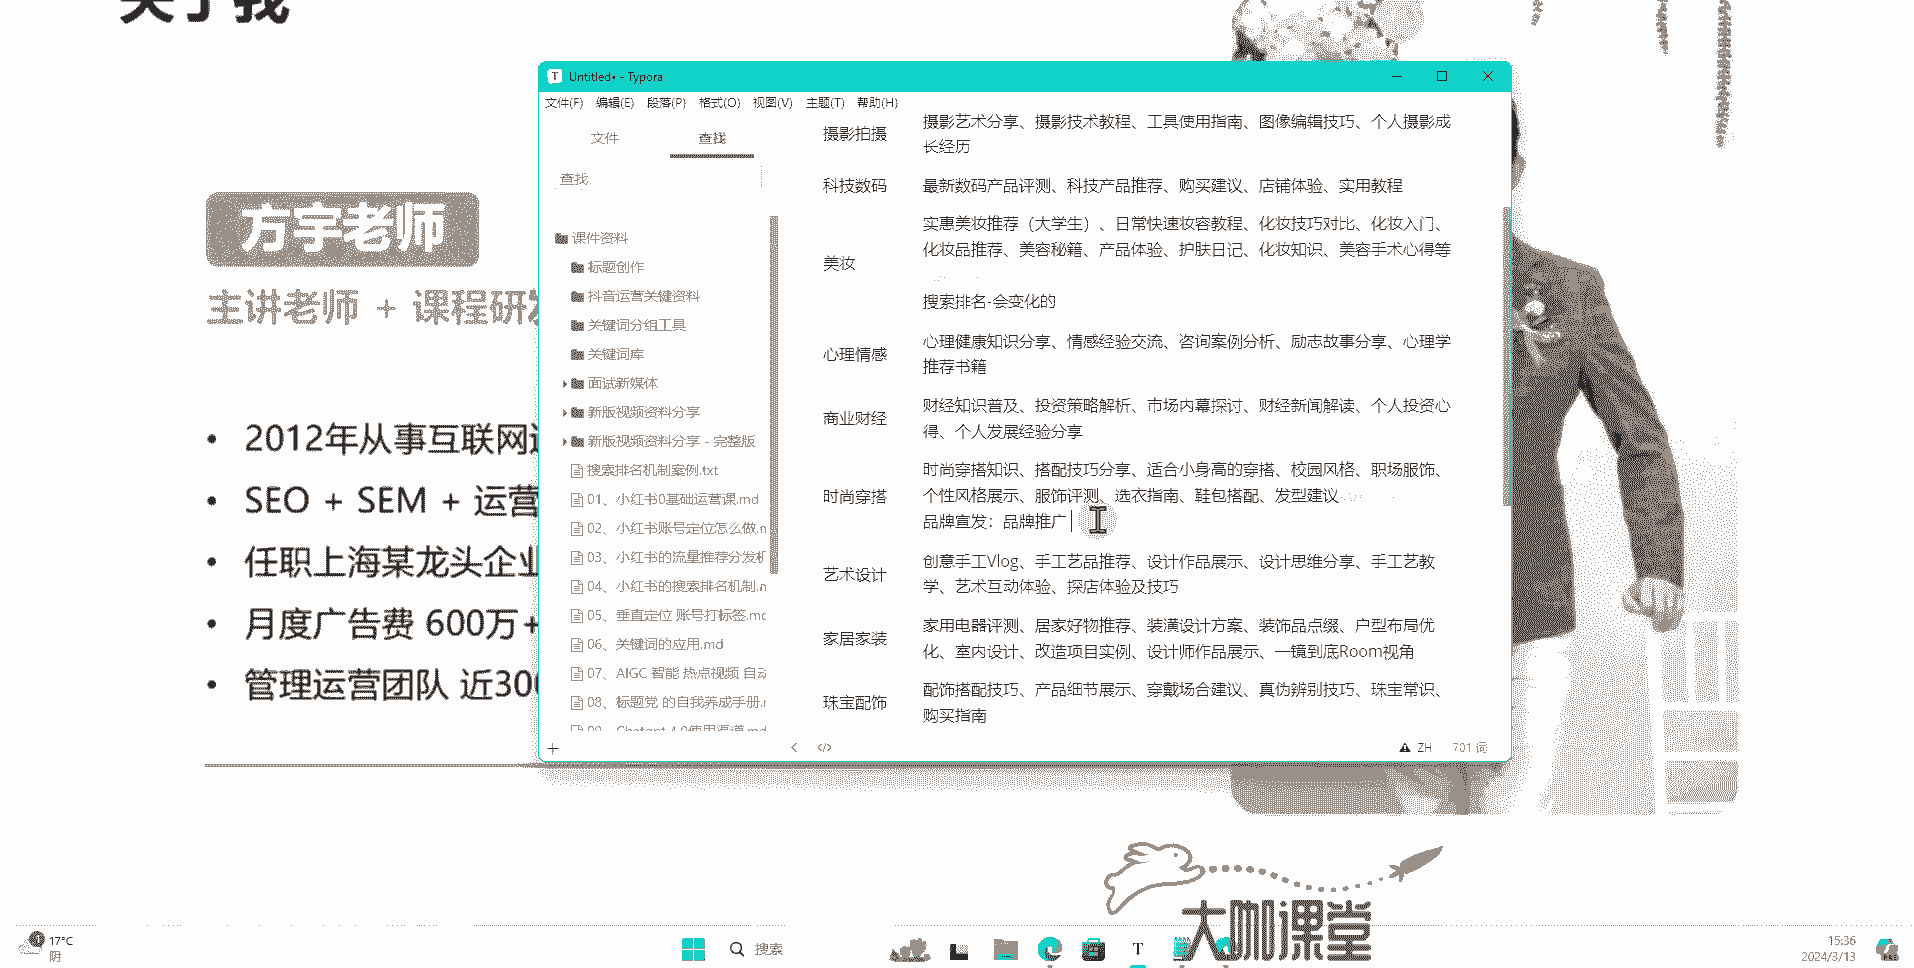 关于我
方宇老师
主讲老师 + 课程研发
2012年从事互联网运
SEO + SEM + 运营
任职上海某龙头企业
月度广告费 600万+
管理运营团队 近300
Untitled• - Typora
文件(F) 编辑(E) 段落(P) 格式(O) 视图(V) 主题(T) 帮助(H)
文件 查找
查找
课件资料
标题创作
抖音运营关键资料
关键词分组工具
关键词库
面试新媒体
新版视频资料分享
新版视频资料分享 - 完整版
搜索排名机制案例.txt
01、小红书0基础运营课.md
02、小红书账号定位怎么做.m
03、小红书的流量推荐分发机
04、小红书的搜索排名机制.m
05、垂直定位 账号打标签.mc
06、关键词的应用.md
07、AIGC 智能 热点视频 自动
08、标题党 的自我养成手册.r
09、Chatgpt 4.0使用渠道.md
摄影拍摄
摄影艺术分享、摄影技术教程、工具使用指南、图像编辑技巧、个人摄影成
长经历
科技数码
最新数码产品评测、科技产品推荐、购买建议、店铺体验、实用教程
美妆
实惠美妆推荐（大学生）、日常快速妆容教程、化妆技巧对比、化妆入门、
化妆品推荐、美容秘籍、产品体验、护肤日记、化妆知识、美容手术心得等
搜索排名-会变化的
心理情感
心理健康知识分享、情感经验交流、咨询案例分析、励志故事分享、心理学
推荐书籍
商业财经
财经知识普及、投资策略解析、市场内幕探讨、财经新闻解读、个人投资心
得、个人发展经验分享
时尚穿搭
时尚穿搭知识、搭配技巧分享、适合小身高的穿搭、校园风格、职场服饰、
个性风格展示、服饰评测、选衣指南、鞋包搭配、发型建议
品牌宣发：品牌推广
艺术设计
创意手工Vlog、手工艺品推荐、设计作品展示、设计思维分享、手工艺教
学、艺术互动体验、探店体验及技巧
家居家装
家用电器评测、居家好物推荐、装潢设计方案、装饰品点缀、户型布局优
化、室内设计、改造项目实例、设计师作品展示、一镜到底Room视角
珠宝配饰
配饰搭配技巧、产品细节展示、穿戴场合建议、真伪辨别技巧、珠宝常识、
购买指南
ZH 701 词
大咖课堂
17°C
阴
搜索
15:36
2024/3/13